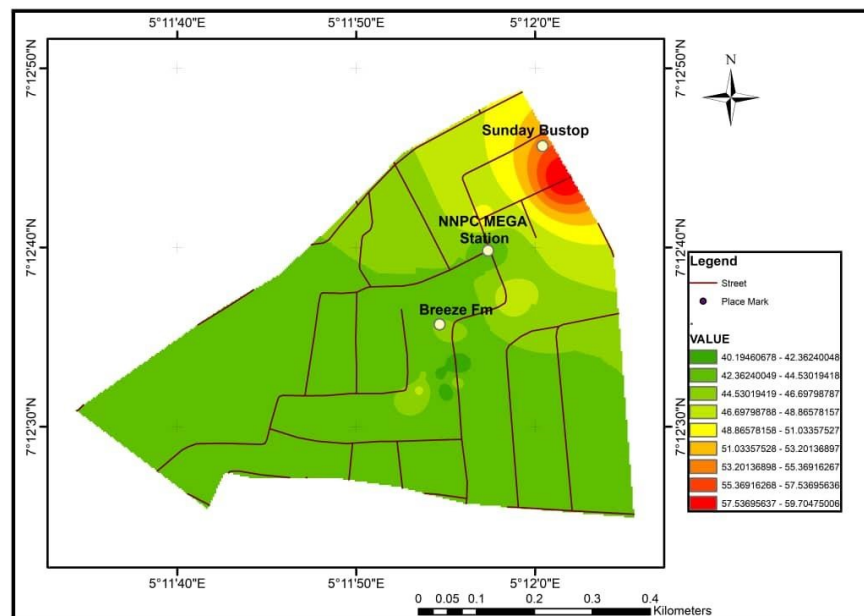 5°11'40"E
5°11'50"E
5°12'0"E
N
7°12'50"N
7°12'50"N
Sunday Bustop
NNPC MEGA
Station
7°12'40"N
7°12'40"N
Legend
Street
Place Mark
Breeze Fm
VALUE
40.19460678 - 42.36240048
42.36240049 - 44.53019418
44.53019419 - 46.69798787
46.69798788 - 48.86578157
48.86578158 - 51.03357527
51.03357528 - 53.20136897
53.20136898 - 55.36916267
55.36916268 - 57.53695636
57.53695637 - 59.70475006
7°12'30"N
7°12'30"N
5°11'40"E
5°11'50"E
5°12'0"E
0 0.05 0.1 0.2 0.3 0.4
Kilometers